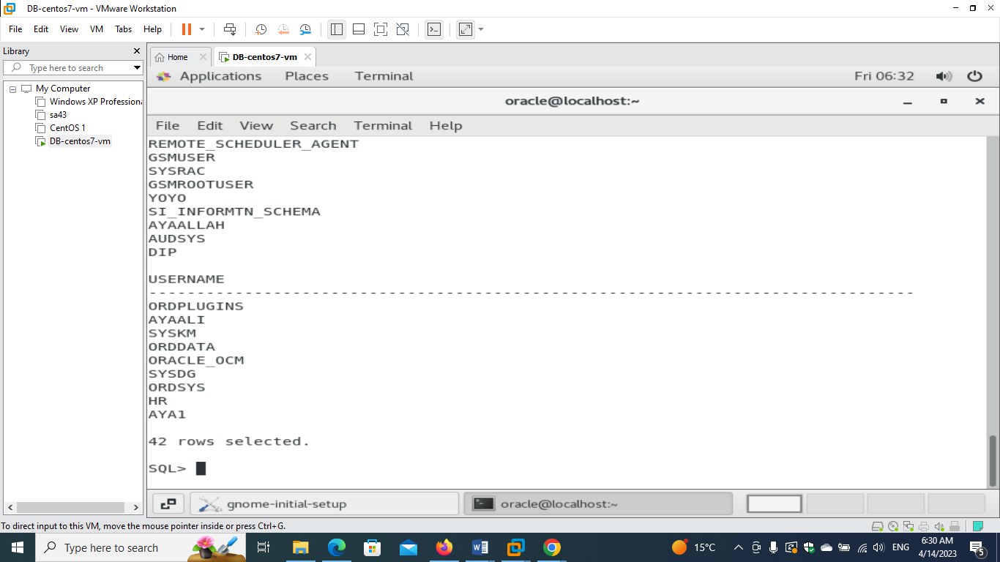 DB-centos7-vm - VMware Workstation
File Edit View VM Tabs Help
Library
Type here to search
My Computer
Windows XP Professiona
sa43
CentOS 1
DB-centos7-vm
Home DB-centos7-vm
Applications Places Terminal Fri 06:32
oracle@localhost:~
File Edit View Search Terminal Help
REMOTE_SCHEDULER_AGENT
GSMUSER
SYSRAC
GSMROOTUSER
YOYO
SI_INFORMTN_SCHEMA
AYAALLAH
AUDSYS
DIP
USERNAME
--------------------------------------------------------------------------------
ORDPLUGINS
AYAALI
SYSKM
ORDDATA
ORACLE_OCM
SYSDG
ORDSYS
HR
AYA1
42 rows selected.
SQL>
gnome-initial-setup oracle@localhost:~
To direct input to this VM, move the mouse pointer inside or press Ctrl+G.
Type here to search 15°C ENG 6:30 AM
4/14/2023 5